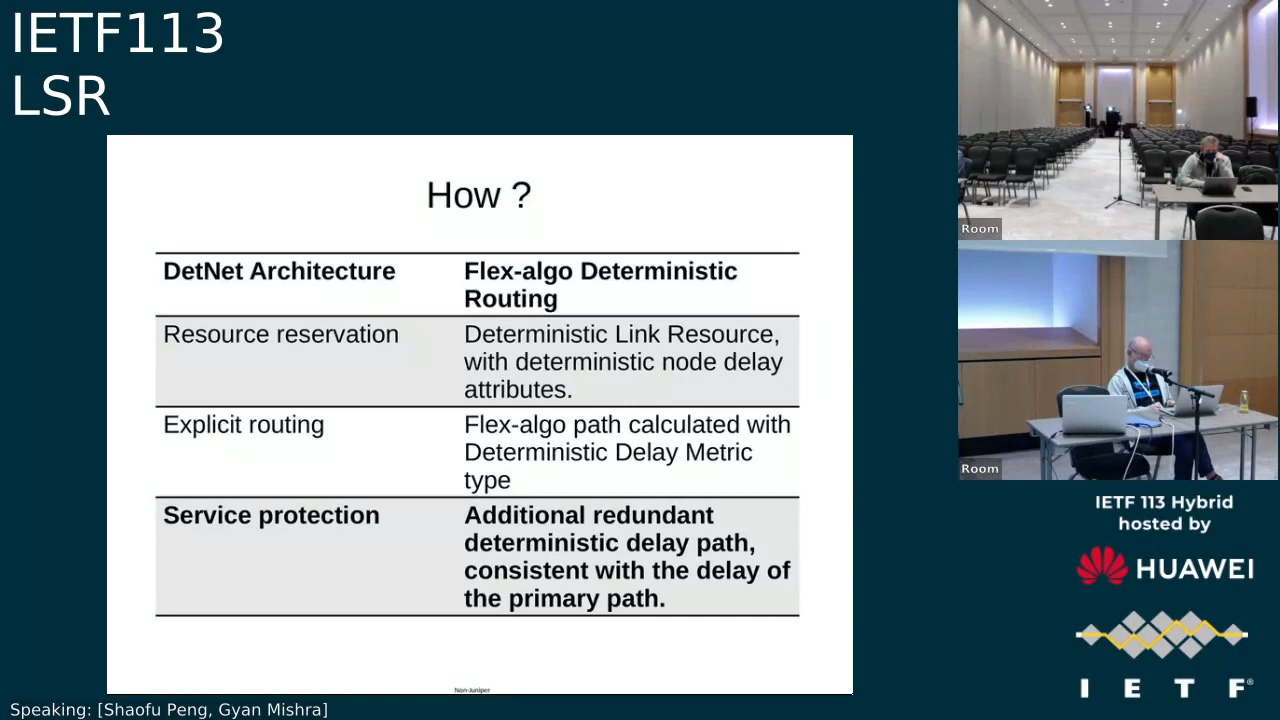 IETF113
LSR
How ?
DetNet Architecture
Flex-algo Deterministic
Routing
Resource reservation
Deterministic Link Resource,
with deterministic node delay
attributes.
Explicit routing
Flex-algo path calculated with
Deterministic Delay Metric
type
Service protection
Additional redundant
deterministic delay path,
consistent with the delay of
the primary path.
Non-Juniper
Speaking: [Shaofu Peng, Gyan Mishra]
Room
Room
IETF 113 Hybrid
hosted by
HUAWEI
I E T F®